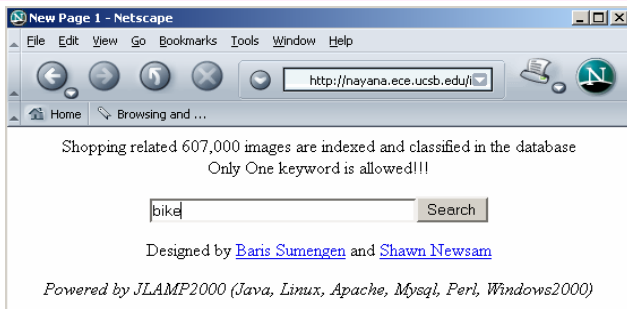 New Page 1 - Netscape
File Edit View Go Bookmarks Tools Window Help
http://nayana.ece.ucsb.edu/i
N
Home Browsing and ...
Shopping related 607,000 images are indexed and classified in the database
Only One keyword is allowed!!!
bike Search
Designed by Baris Sumengen and Shawn Newsam
Powered by JLAMP2000 (Java, Linux, Apache, Mysql, Perl, Windows2000)